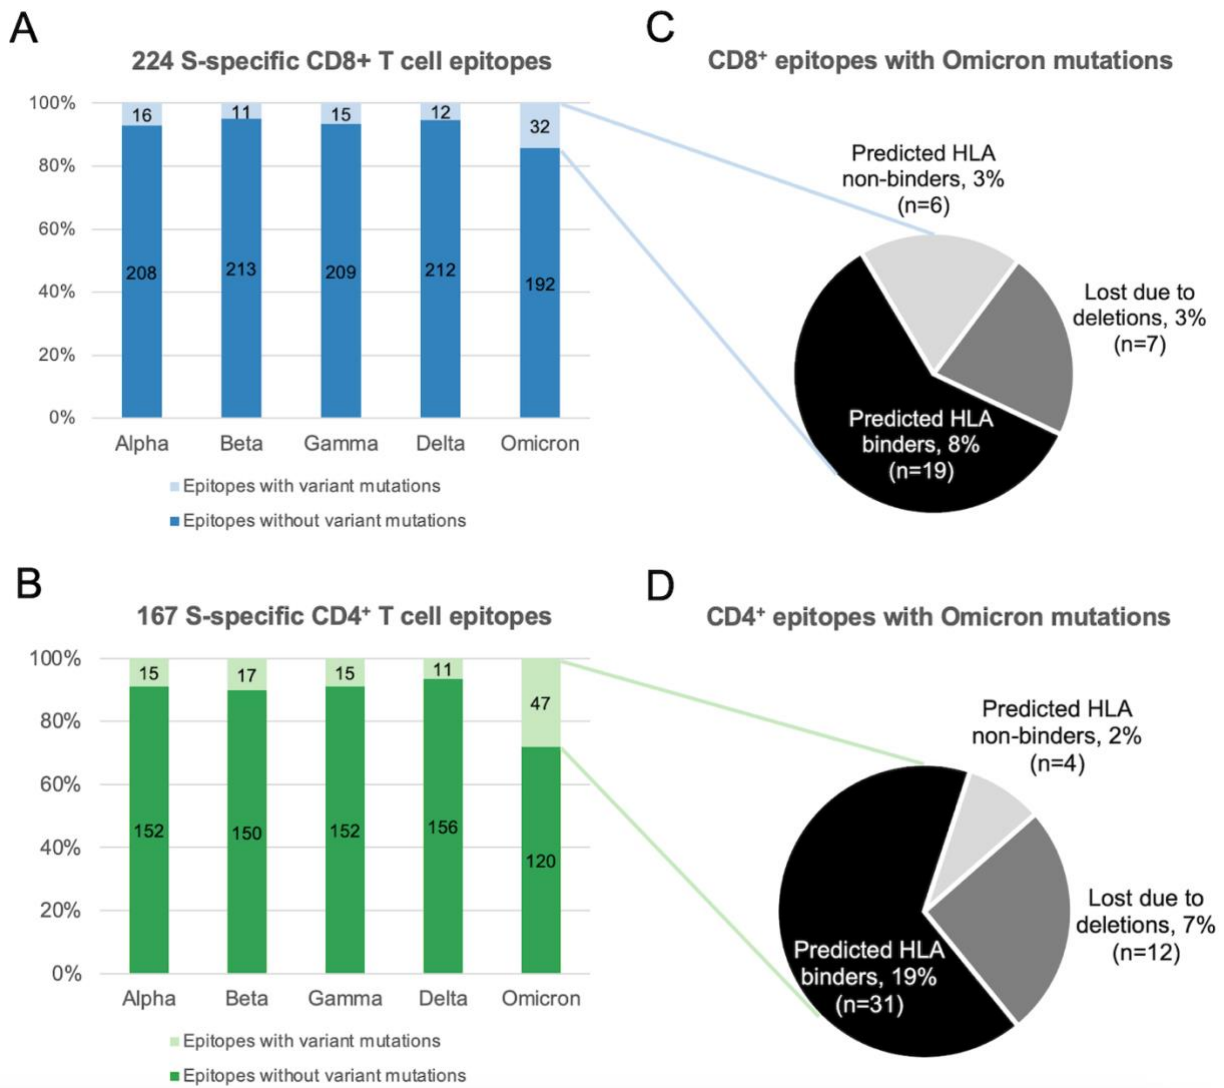 A
224 S-specific CD8+ T cell epitopes
100%
80%
60%
40%
20%
0%
16
11
15
12
32
208
213
209
212
192
Alpha
Beta
Gamma
Delta
Omicron
Epitopes with variant mutations
Epitopes without variant mutations
C
CD8⁺ epitopes with Omicron mutations
Predicted HLA
non-binders, 3%
(n=6)
Lost due to
deletions, 3%
(n=7)
Predicted HLA
binders, 8%
(n=19)
B
167 S-specific CD4⁺ T cell epitopes
100%
80%
60%
40%
20%
0%
15
17
15
11
47
152
150
152
156
120
Alpha
Beta
Gamma
Delta
Omicron
Epitopes with variant mutations
Epitopes without variant mutations
D
CD4⁺ epitopes with Omicron mutations
Predicted HLA
non-binders, 2%
(n=4)
Lost due to
deletions, 7%
(n=12)
Predicted HLA
binders, 19%
(n=31)